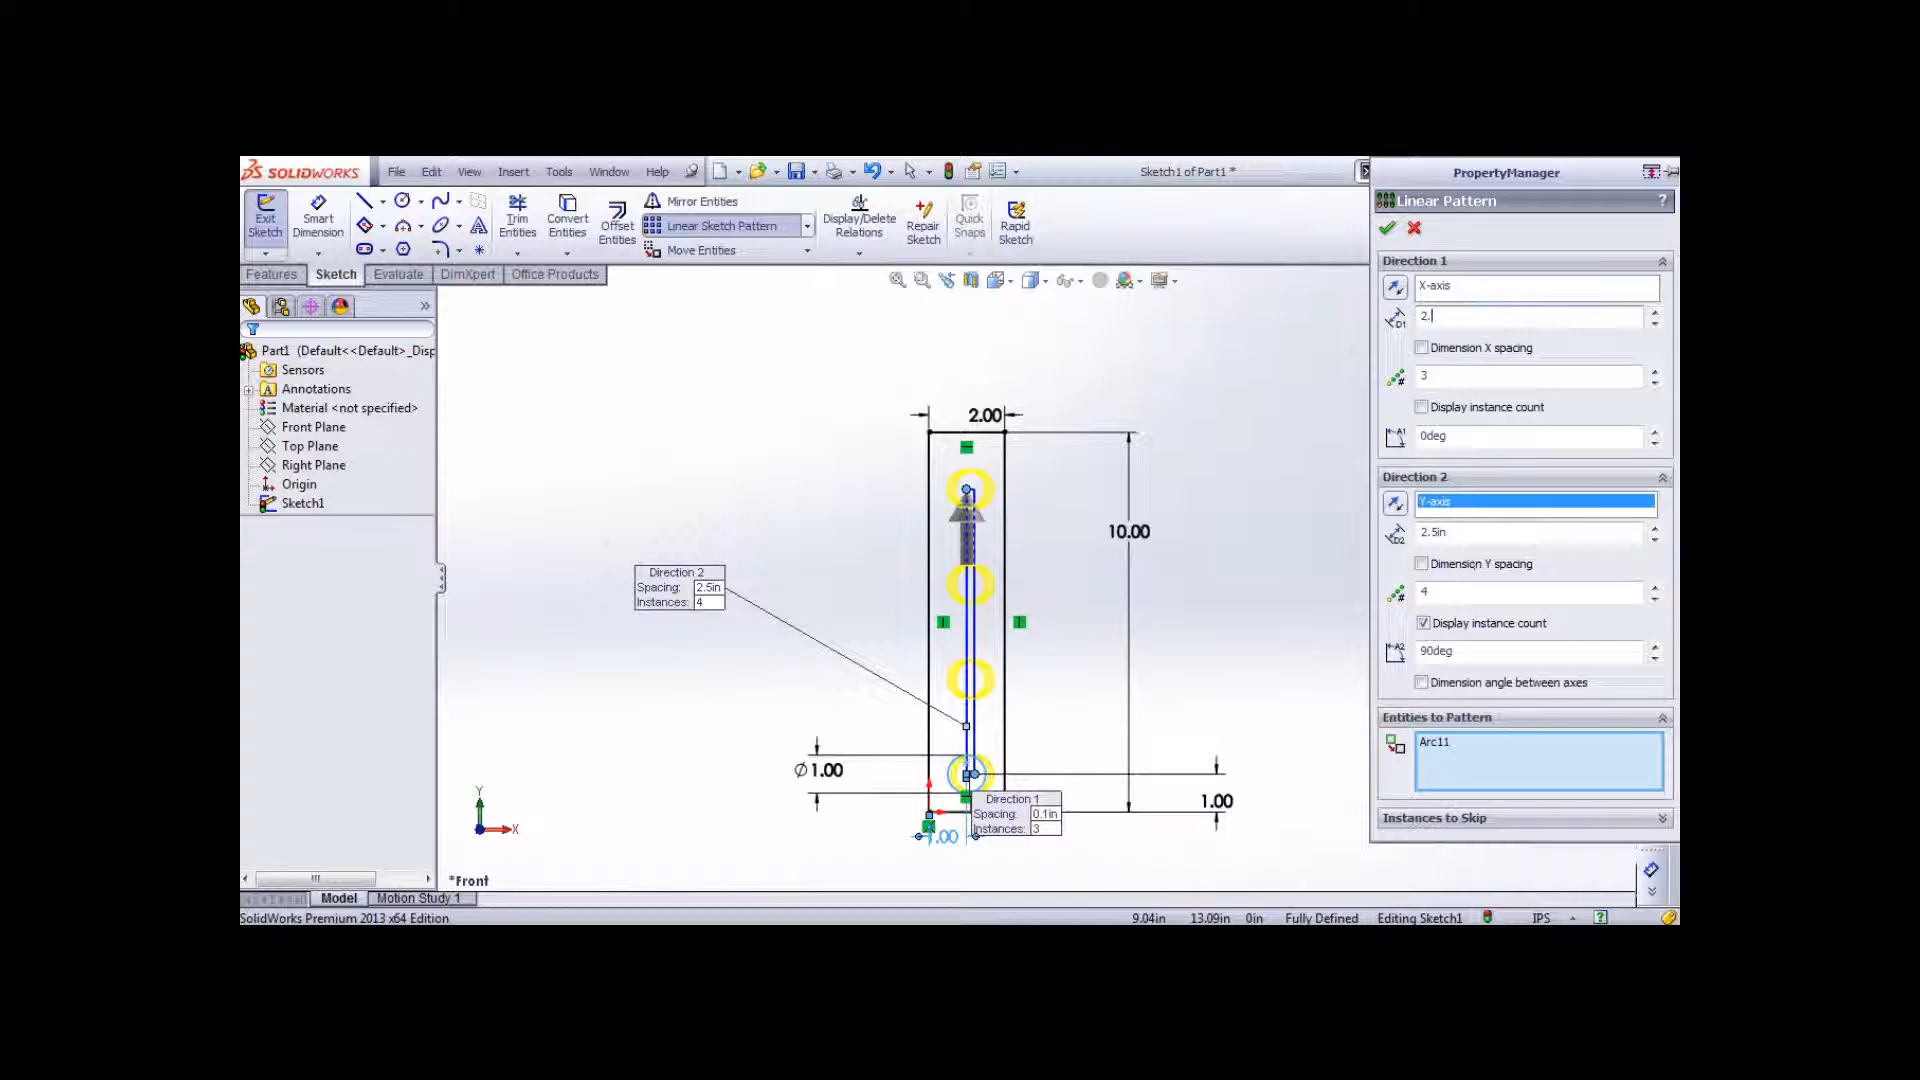 SOLIDWORKS File Edit View Insert Tools Window Help Sketch1 of Part1 *
Exit Sketch
Smart Dimension
Trim Entities
Convert Entities
Offset Entities
Mirror Entities
Linear Sketch Pattern
Move Entities
Display/Delete Relations
Repair Sketch
Quick Snaps
Rapid Sketch
Features Sketch Evaluate DimXpert Office Products
Part1 (Default<<Default>_Disp
Sensors
Annotations
Material <not specified>
Front Plane
Top Plane
Right Plane
Origin
Sketch1
2.00
10.00
Direction 2
Spacing: 2.5in
Instances: 4
Ø1.00
1.00
Direction 1
Spacing: 0.1in
Instances: 3
1.00
Y
X
*Front
PropertyManager
Linear Pattern ?
Direction 1
X-axis
D1 2.
Dimension X spacing
# 3
Display instance count
A1 0deg
Direction 2
Y-axis
D2 2.5in
Dimension Y spacing
# 4
Display instance count
A2 90deg
Dimension angle between axes
Entities to Pattern
Arc11
Instances to Skip
Model Motion Study 1
SolidWorks Premium 2013 x64 Edition 9.04in 13.09in 0in Fully Defined Editing Sketch1 IPS ?